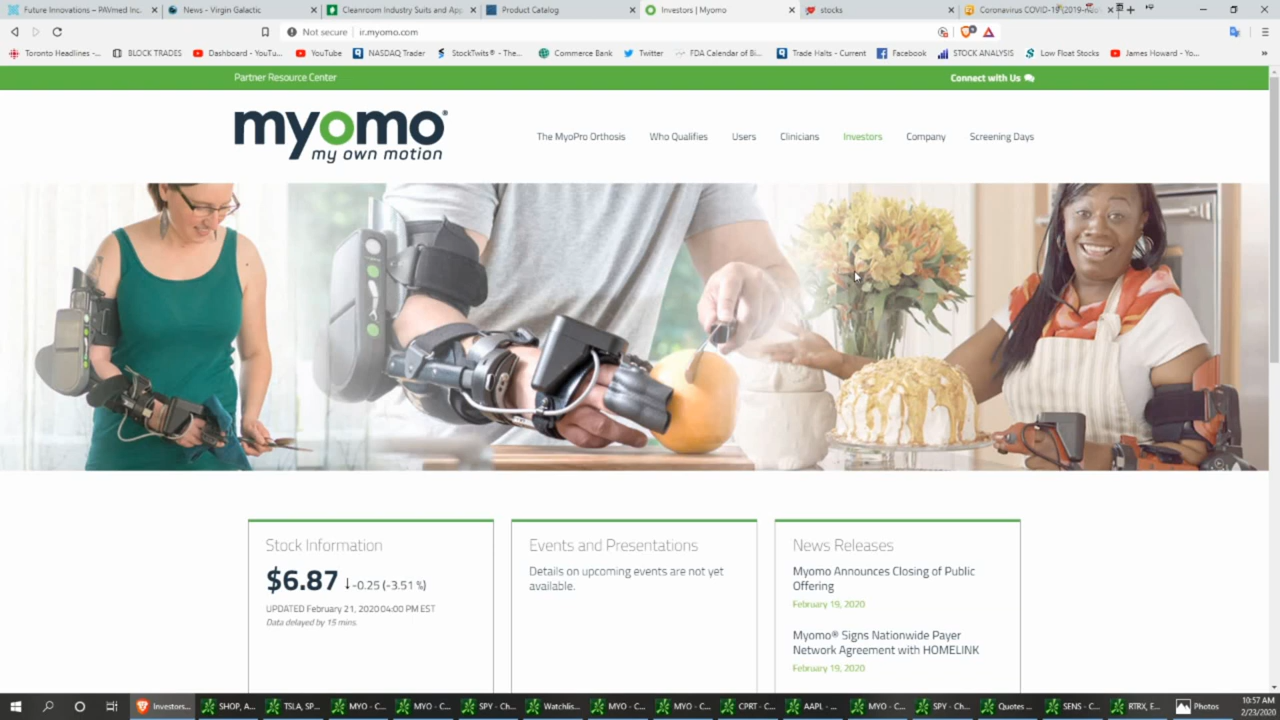 Future Innovations – PAVmed Inc.
News - Virgin Galactic
Cleanroom Industry Suits and App
Product Catalog
Investors | Myomo
stocks
Coronavirus COVID-19 (2019-nCo
Not secure
ir.myomo.com
Toronto Headlines -...
BLOCK TRADES
Dashboard - YouTu...
YouTube
NASDAQ Trader
StockTwits® - The...
Commerce Bank
Twitter
FDA Calendar of Bi...
Trade Halts - Current
Facebook
STOCK ANALYSIS
Low Float Stocks
James Howard - Yo...
Partner Resource Center
Connect with Us
myomo®
my own motion
The MyoPro Orthosis
Who Qualifies
Users
Clinicians
Investors
Company
Screening Days
Stock Information
$6.87 ↓-0.25 (-3.51 %)
UPDATED February 21, 2020 04:00 PM EST
Data delayed by 15 mins.
Events and Presentations
Details on upcoming events are not yet
available.
News Releases
Myomo Announces Closing of Public
Offering
February 19, 2020
Myomo® Signs Nationwide Payer
Network Agreement with HOMELINK
February 19, 2020
Investors...
SHOP, A...
TSLA, SP...
MYO - C...
MYO - C...
SPY - Ch...
Watchlis...
MYO - C...
MYO - C...
CPRT - C...
AAPL - ...
MYO - C...
SPY - Ch...
Quotes ...
SENS - C...
RTRX, E...
Photos
10:57 AM
2/23/2020